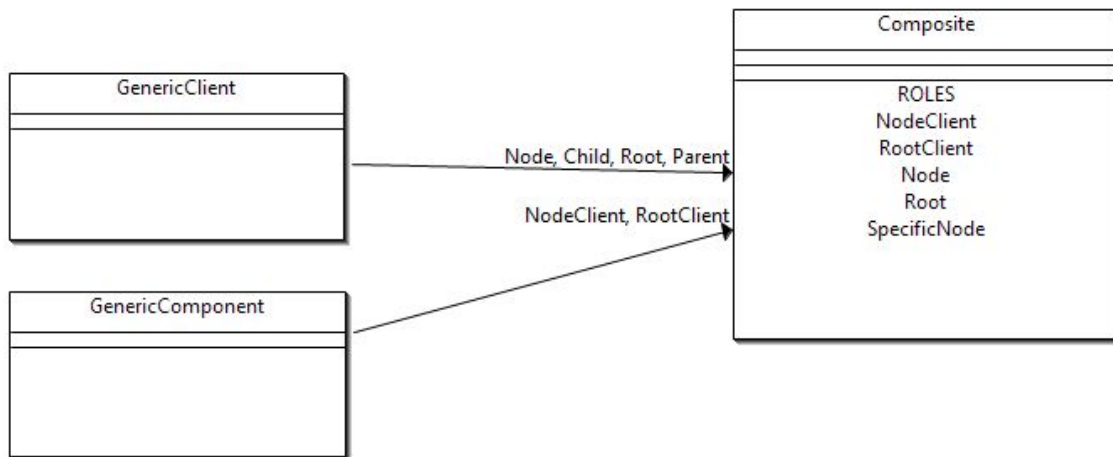 Composite
ROLES
NodeClient
RootClient
Node
Root
SpecificNode
GenericClient
Node, Child, Root, Parent
NodeClient, RootClient
GenericComponent